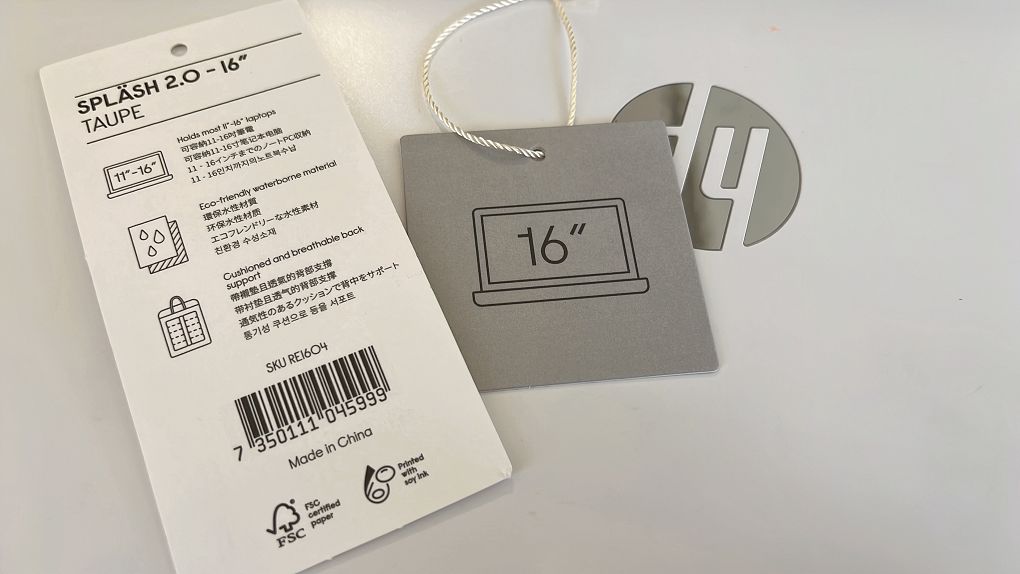 SPLÄSH 2.0 – 16”
TAUPE
11”–16”
Holds most 11”-16” laptops
可容納11-16吋筆電
可容纳11-16寸笔记本电脑
11 - 16インチまでのノートPC収納
11 - 16인치까지의노트북수납
Eco-friendly waterborne material
環保水性材質
环保水性材质
エコフレンドリーな水性素材
친환경 수성소재
Cushioned and breathable back
support
帶襯墊且透氣的背部支撐
带衬垫且透气的背部支撑
通気性のあるクッションで背中をサポート
통기성 쿠션으로 등을 서포트
SKU RE1604
7 350111 045999
Made in China
FSC
FSC
certified
paper
Printed
with
soy ink
16”
hp